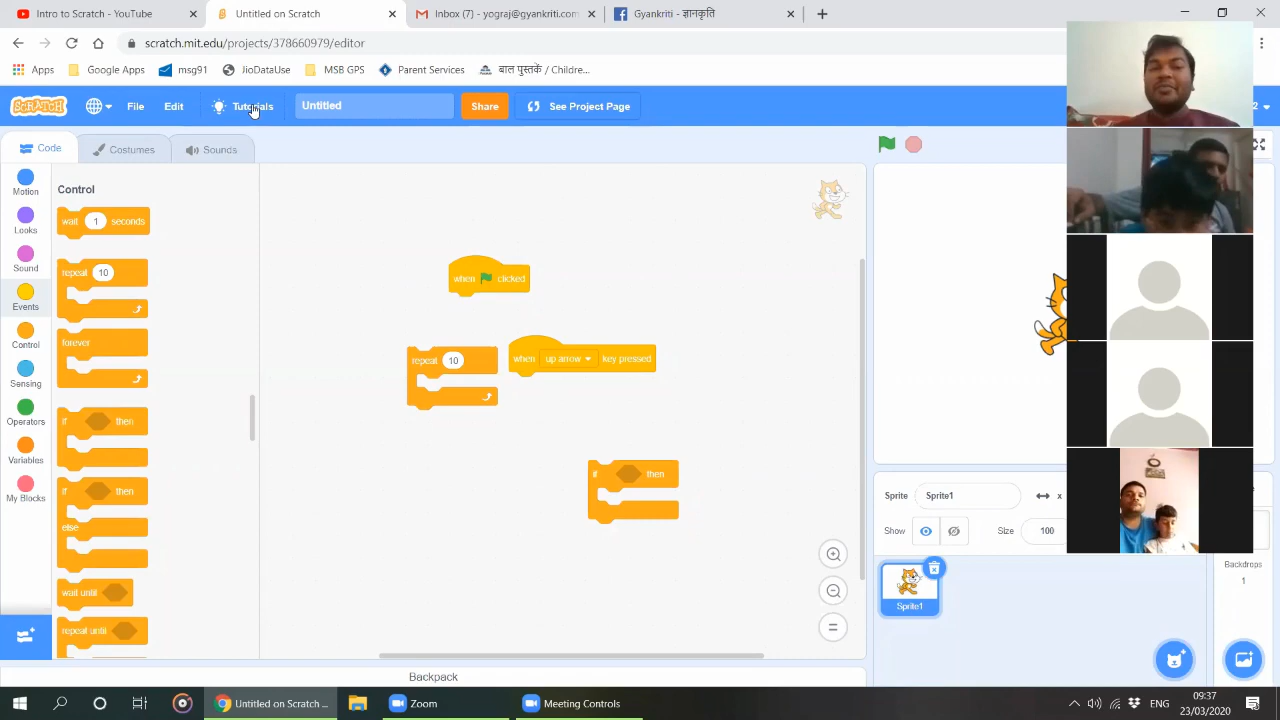 Intro to YouTube
Untitled on Scratch
Inbox (7) - yograj@gyankriti.com
Gyankriti - ज्ञानकृति
scratch.mit.edu/projects/378660979/editor
Apps
Google Apps
msg91
JioDataUse
MSB GPS
Parent Services
बाल पुस्तकें / Childre...
SCRATCH
File
Edit
Tutorials
Untitled
Share
See Project Page
Code
Costumes
Sounds
Motion
Looks
Sound
Events
Control
Sensing
Operators
Variables
My Blocks
Control
wait 1 seconds
repeat 10
forever
if then
if then
else
wait until
repeat until
when clicked
repeat 10
when up arrow key pressed
if then
Backpack
Sprite
Sprite1
x
Show
Size
100
Sprite1
Backdrops
1
Untitled on Scratch ...
Zoom
Meeting Controls
ENG
09:37
23/03/2020